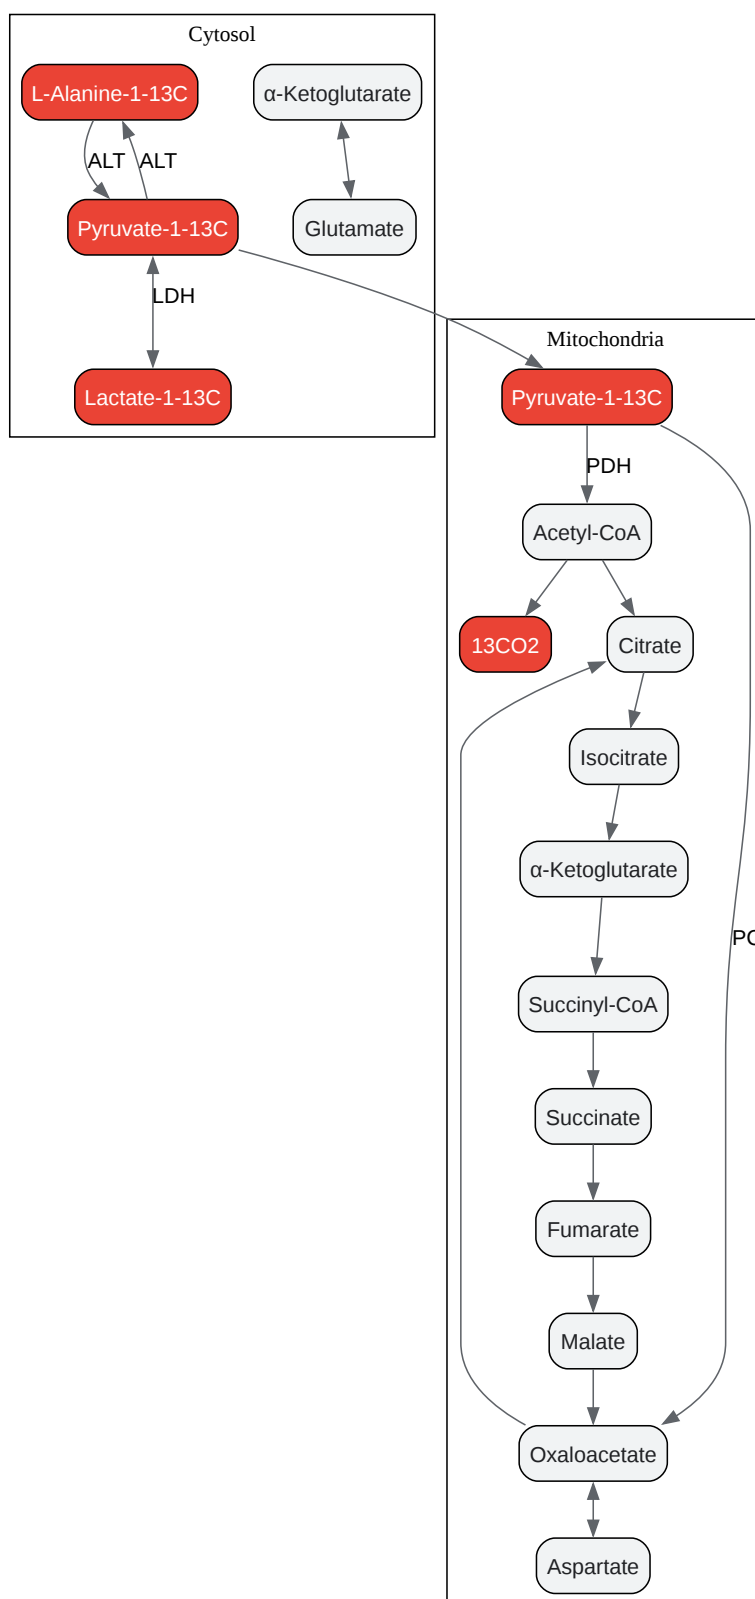 Cytosol
L-Alanine-1-13C
α-Ketoglutarate
ALT
ALT
Pyruvate-1-13C
Glutamate
LDH
Lactate-1-13C
Mitochondria
Pyruvate-1-13C
PDH
Acetyl-CoA
13CO2
Citrate
Isocitrate
α-Ketoglutarate
PC
Succinyl-CoA
Succinate
Fumarate
Malate
Oxaloacetate
Aspartate